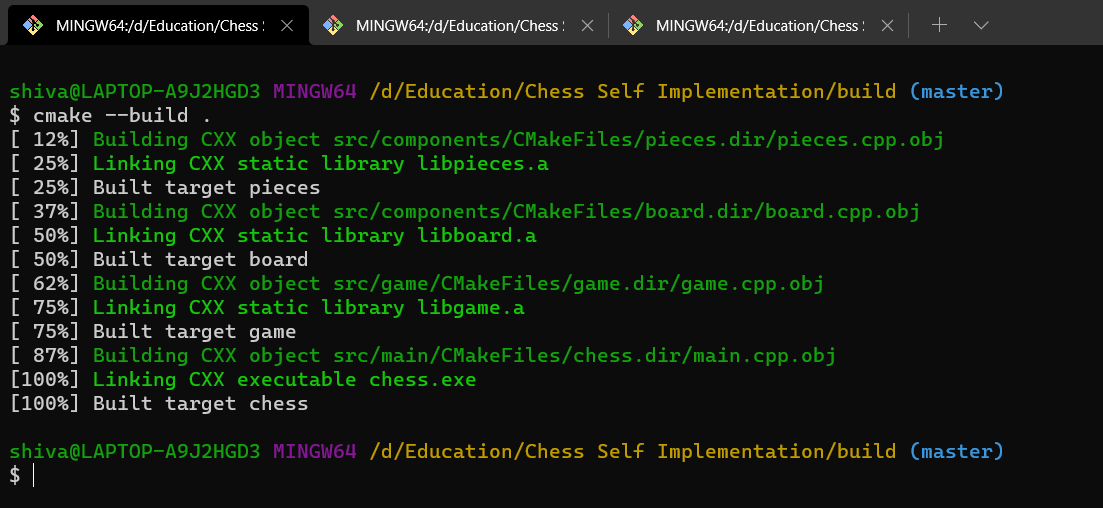 MINGW64:/d/Education/Chess S MINGW64:/d/Education/Chess S MINGW64:/d/Education/Chess S
shiva@LAPTOP-A9J2HGD3 MINGW64 /d/Education/Chess Self Implementation/build (master)
$ cmake --build .
[ 12%] Building CXX object src/components/CMakeFiles/pieces.dir/pieces.cpp.obj
[ 25%] Linking CXX static library libpieces.a
[ 25%] Built target pieces
[ 37%] Building CXX object src/components/CMakeFiles/board.dir/board.cpp.obj
[ 50%] Linking CXX static library libboard.a
[ 50%] Built target board
[ 62%] Building CXX object src/game/CMakeFiles/game.dir/game.cpp.obj
[ 75%] Linking CXX static library libgame.a
[ 75%] Built target game
[ 87%] Building CXX object src/main/CMakeFiles/chess.dir/main.cpp.obj
[100%] Linking CXX executable chess.exe
[100%] Built target chess
shiva@LAPTOP-A9J2HGD3 MINGW64 /d/Education/Chess Self Implementation/build (master)
$